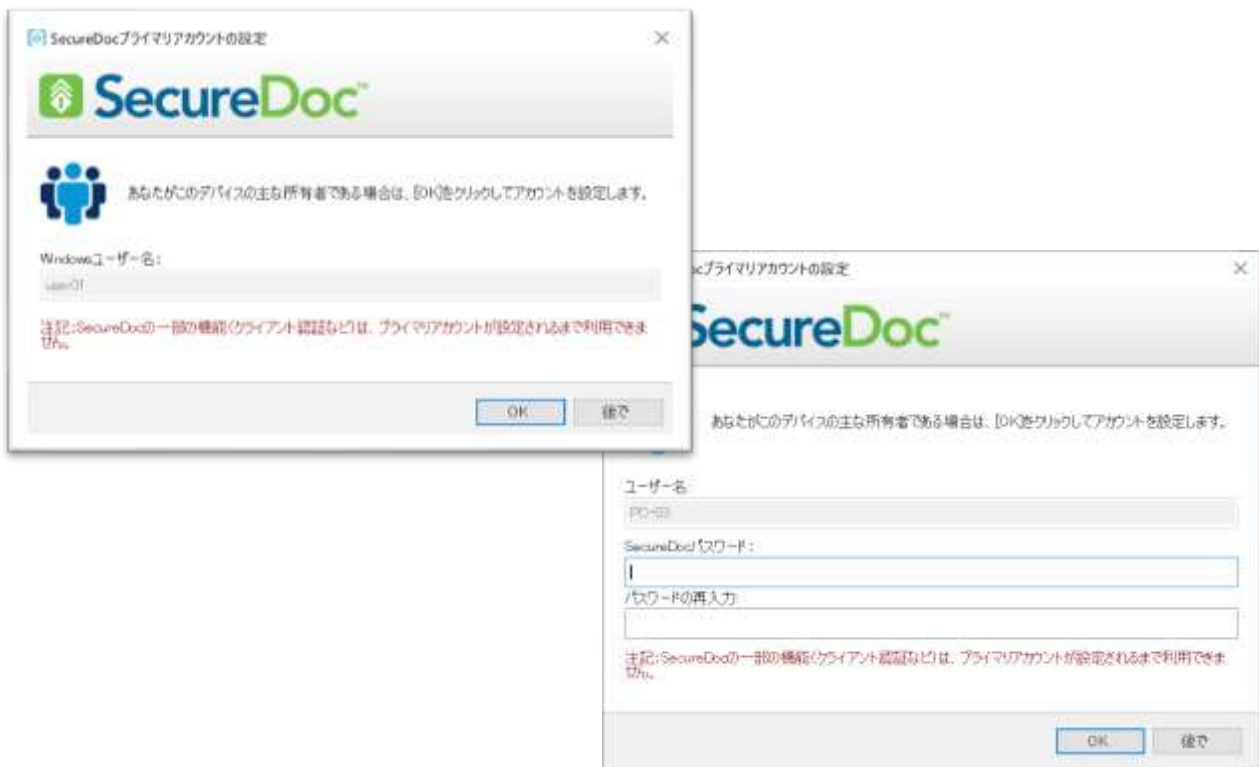 SecureDocプライマリアカウントの設定
SecureDoc™
あなたがこのデバイスの主な所有者である場合は、[OK]をクリックしてアカウントを設定します。
Windowsユーザー名:
user01
注記:SecureDocの一部の機能(クライアント認証など)は、プライマリアカウントが設定されるまで利用できま
せん。
OK
後で
ocプライマリアカウントの設定
SecureDoc™
あなたがこのデバイスの主な所有者である場合は、[OK]をクリックしてアカウントを設定します。
ユーザー名
SecureDocパスワード:
パスワードの再入力:
注記:SecureDocの一部の機能(クライアント認証など)は、プライマリアカウントが設定されるまで利用できま
せん。
OK
後で